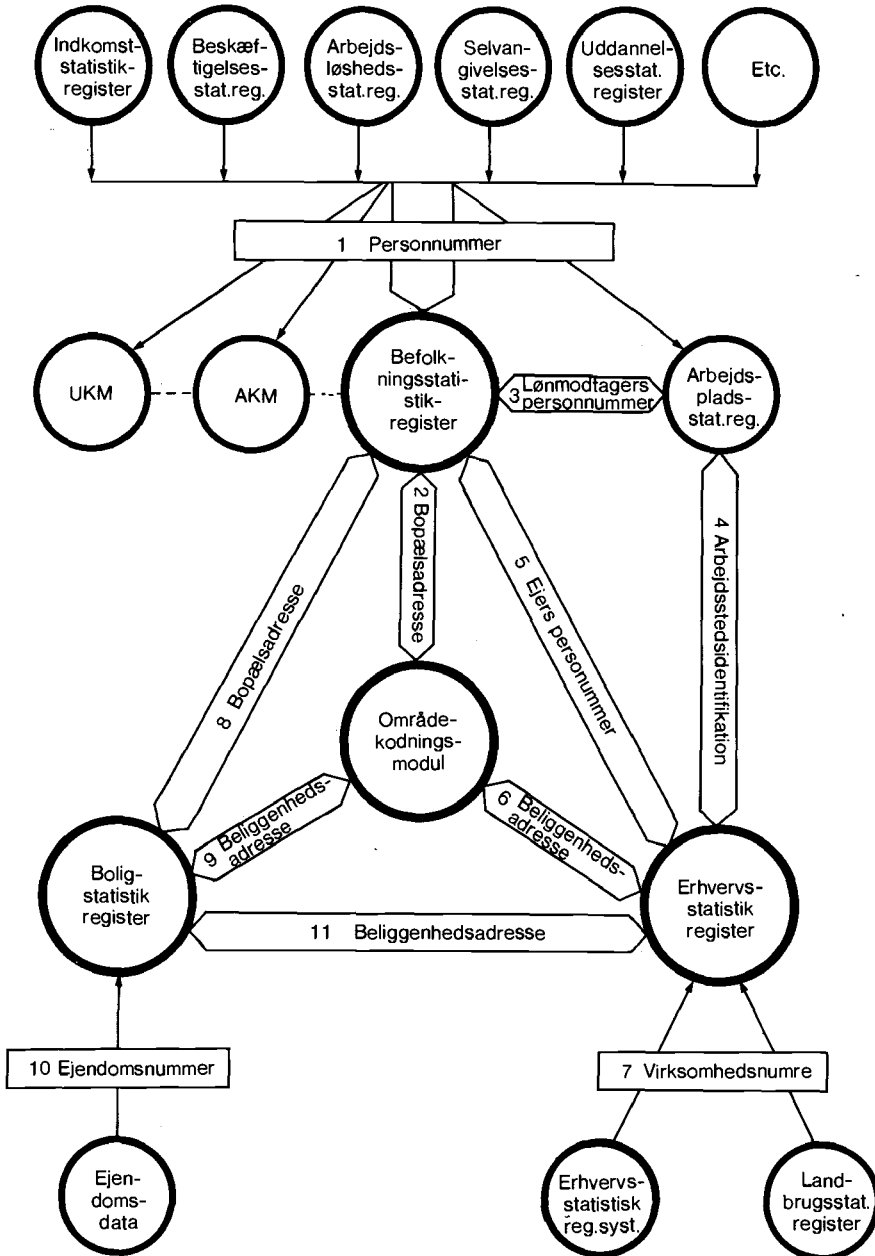 Indkomst-
statistik-
register
Beskæf-
tigelses-
stat.reg.
Arbejds-
løsheds-
stat.reg.
Selvan-
givelses-
stat.reg.
Uddannel-
sesstat.
register
Etc.
1 Personnummer
UKM
AKM
Befolk-
ningsstati-
stik-
register
3 Lønmodtagers
personnummer
Arbejds-
plads-
stat.reg.
2 Bopælsadresse
4 Arbejdsstedsidentifikation
5 Ejers personummer
8 Bopælsadresse
Område-
kodnings-
modul
9 Beliggenheds-
adresse
6 Beliggenheds-
adresse
Bolig-
statistik
register
Erhvervs-
statistik
register
11 Beliggenhedsadresse
10 Ejendomsnummer
7 Virksomhedsnumre
Ejen-
doms-
data
Erhvervs-
statistisk
reg.syst.
Land-
brugsstat.
register